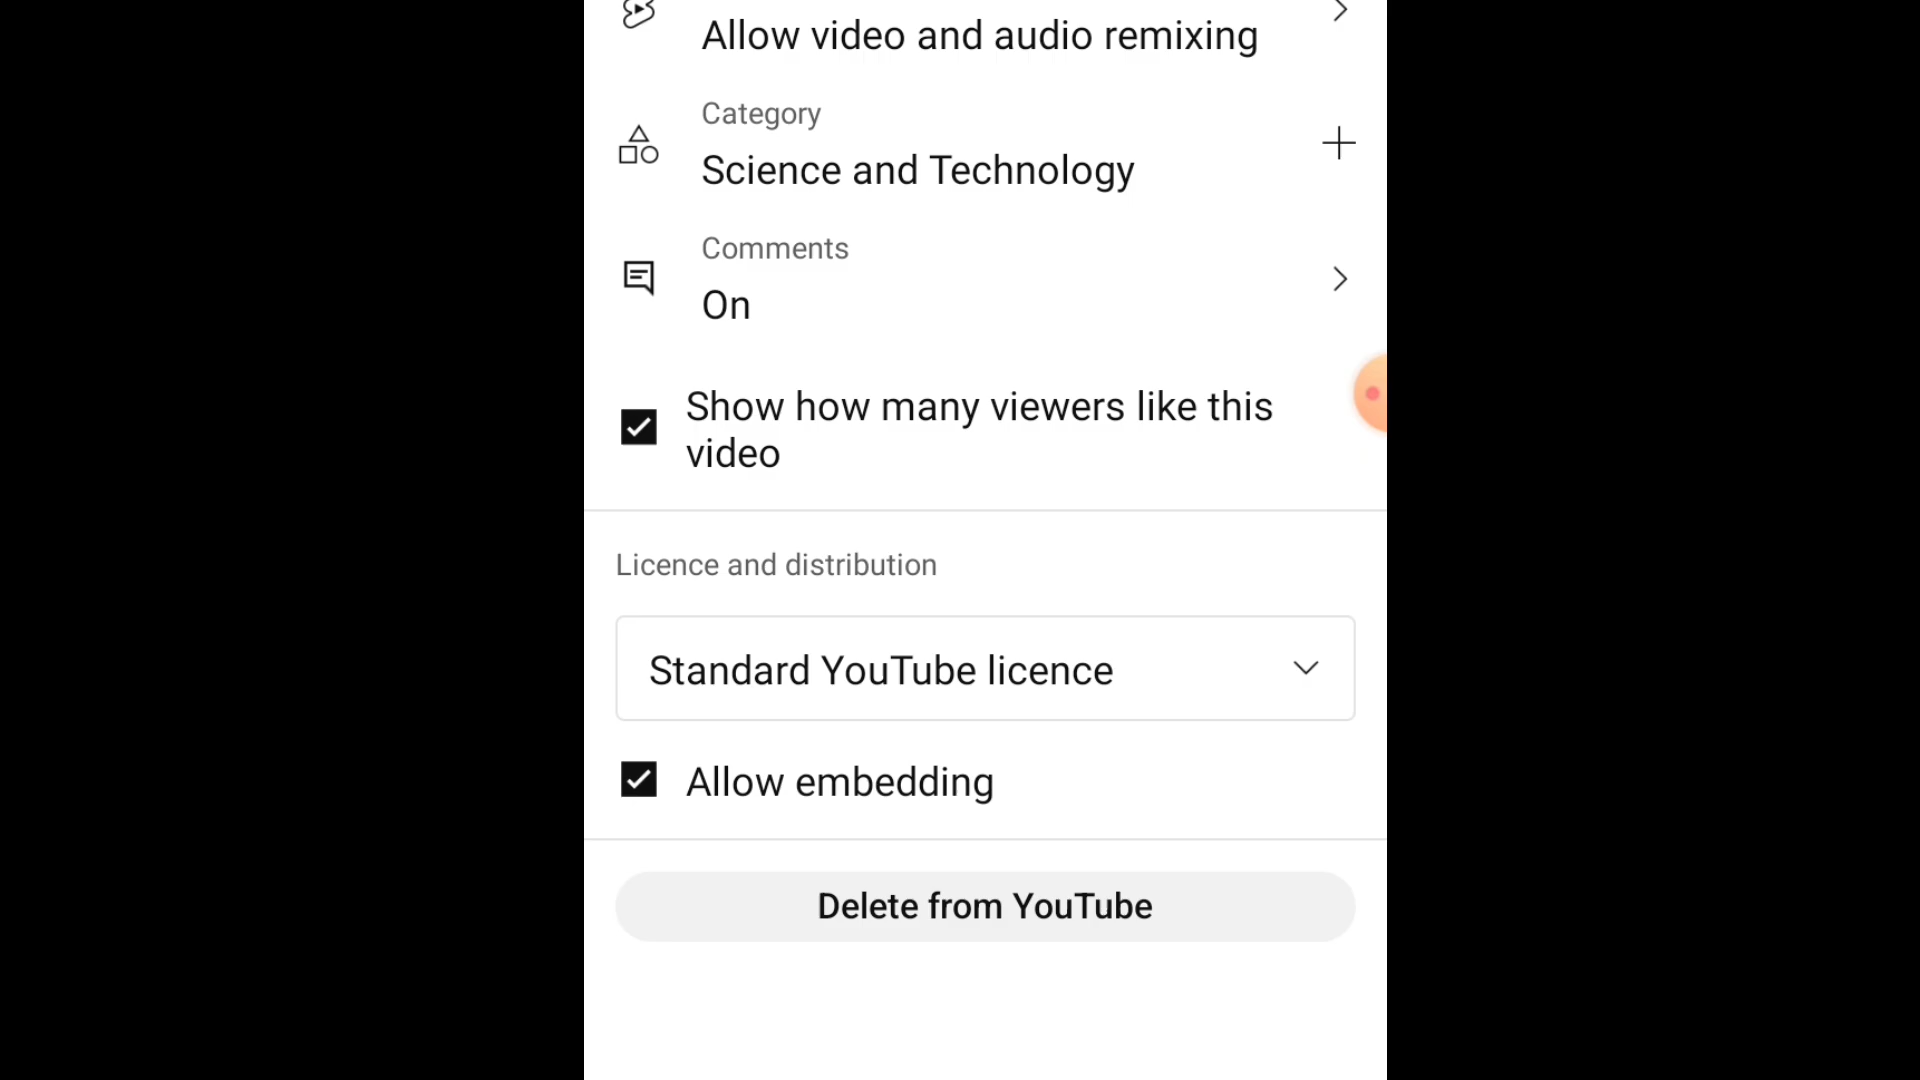 Allow video and audio remixing
Category
Science and Technology
Comments
On
Show how many viewers like this
video
Licence and distribution
Standard YouTube licence
Allow embedding
Delete from YouTube